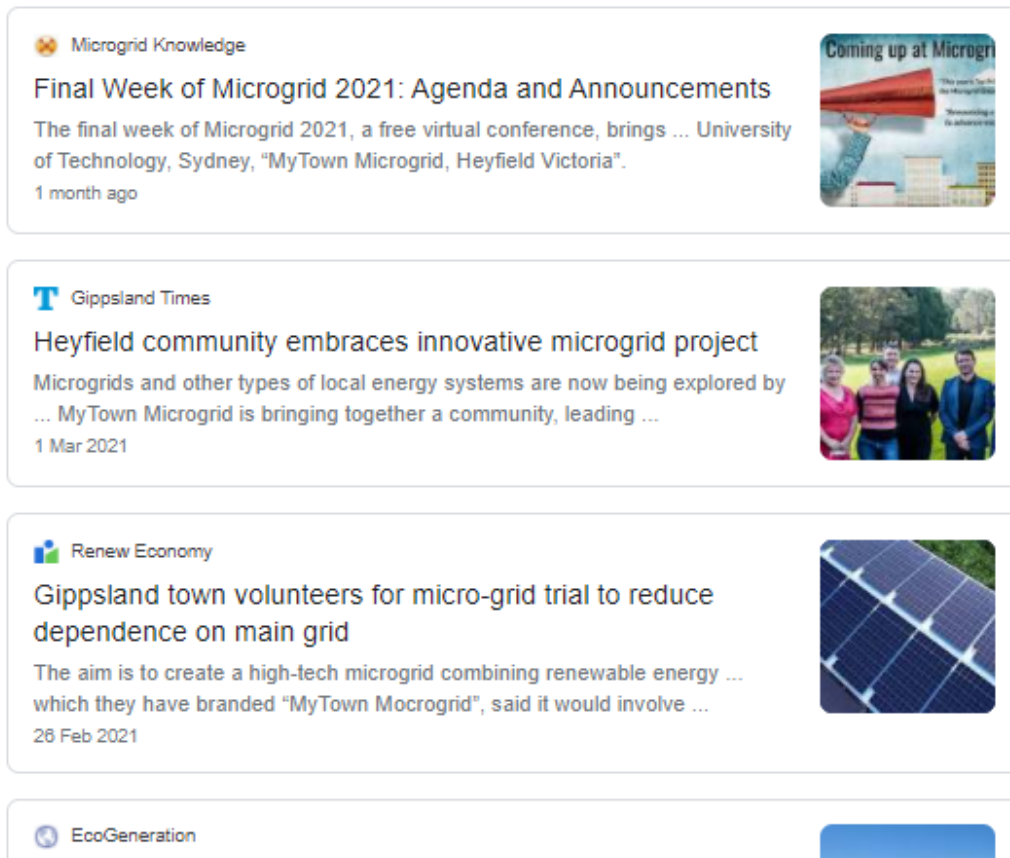 Microgrid Knowledge
Final Week of Microgrid 2021: Agenda and Announcements
The final week of Microgrid 2021, a free virtual conference, brings ... University
of Technology, Sydney, “MyTown Microgrid, Heyfield Victoria”.
1 month ago
Coming up at Microgri
T Gippsland Times
Heyfield community embraces innovative microgrid project
Microgrids and other types of local energy systems are now being explored by
... MyTown Microgrid is bringing together a community, leading ...
1 Mar 2021
Renew Economy
Gippsland town volunteers for micro-grid trial to reduce
dependence on main grid
The aim is to create a high-tech microgrid combining renewable energy ...
which they have branded “MyTown Mocrogrid”, said it would involve ...
26 Feb 2021
EcoGeneration